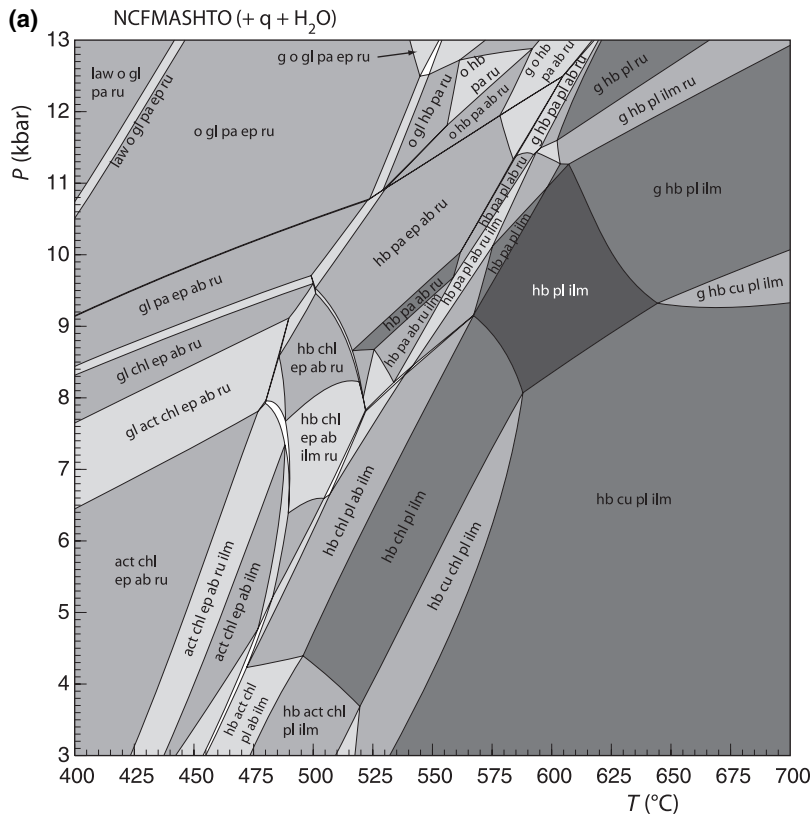 (a)
NCFMASHTO (+ q + H₂O)
13
12
11
10
9
8
7
6
5
4
3
P (kbar)
law o gl
pa ru
law o gl pa ep ru
o gl pa ep ru
g o gl pa ep ru
o gl hb pa ru
o hb
pa ru
o hb pa ab ru
g o hb
pa ab ru
g hb pa pl ab ru
g hb pl ru
g hb pl ilm ru
g hb pl ilm
g hb cu pl ilm
hb pl ilm
hb pa pl ilm
hb pa pl ab ru
hb pa pl ab ru ilm
hb pa ep ab ru
hb pa ab ru
hb pa ab ru ilm
gl pa ep ab ru
gl chl ep ab ru
gl act chl ep ab ru
hb chl
ep ab ru
hb chl
ep ab
ilm ru
act chl
ep ab ru
act chl ep ab ru ilm
act chl ep ab ilm
hb chl pl ab ilm
hb chl pl ilm
hb cu chl pl ilm
hb cu pl ilm
hb act chl
pl ab ilm
hb act chl
pl ilm
400
425
450
475
500
525
550
575
600
625
650
675
700
T (°C)